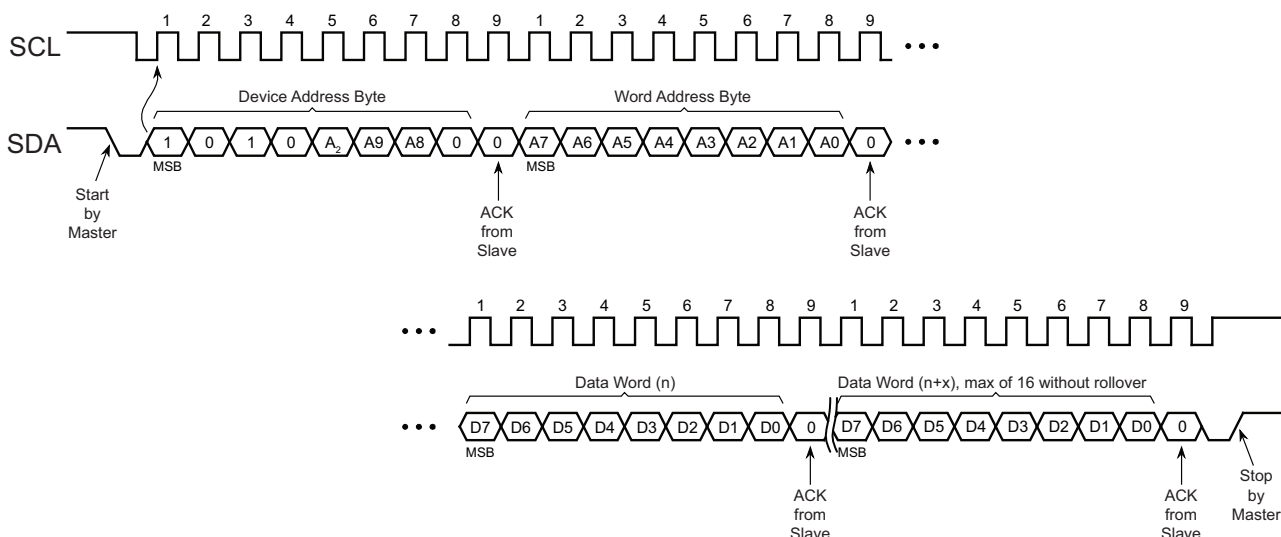 1 2 3 4 5 6 7 8 9 1 2 3 4 5 6 7 8 9
SCL
Device Address Byte Word Address Byte
SDA 1 0 1 0 A2 A9 A8 0 0 A7 A6 A5 A4 A3 A2 A1 A0 0
MSB MSB
Start by Master
ACK from Slave
ACK from Slave
1 2 3 4 5 6 7 8 9 1 2 3 4 5 6 7 8 9
Data Word (n) Data Word (n+x), max of 16 without rollover
D7 D6 D5 D4 D3 D2 D1 D0 0 D7 D6 D5 D4 D3 D2 D1 D0 0
MSB MSB
ACK from Slave
ACK from Slave
Stop by Master